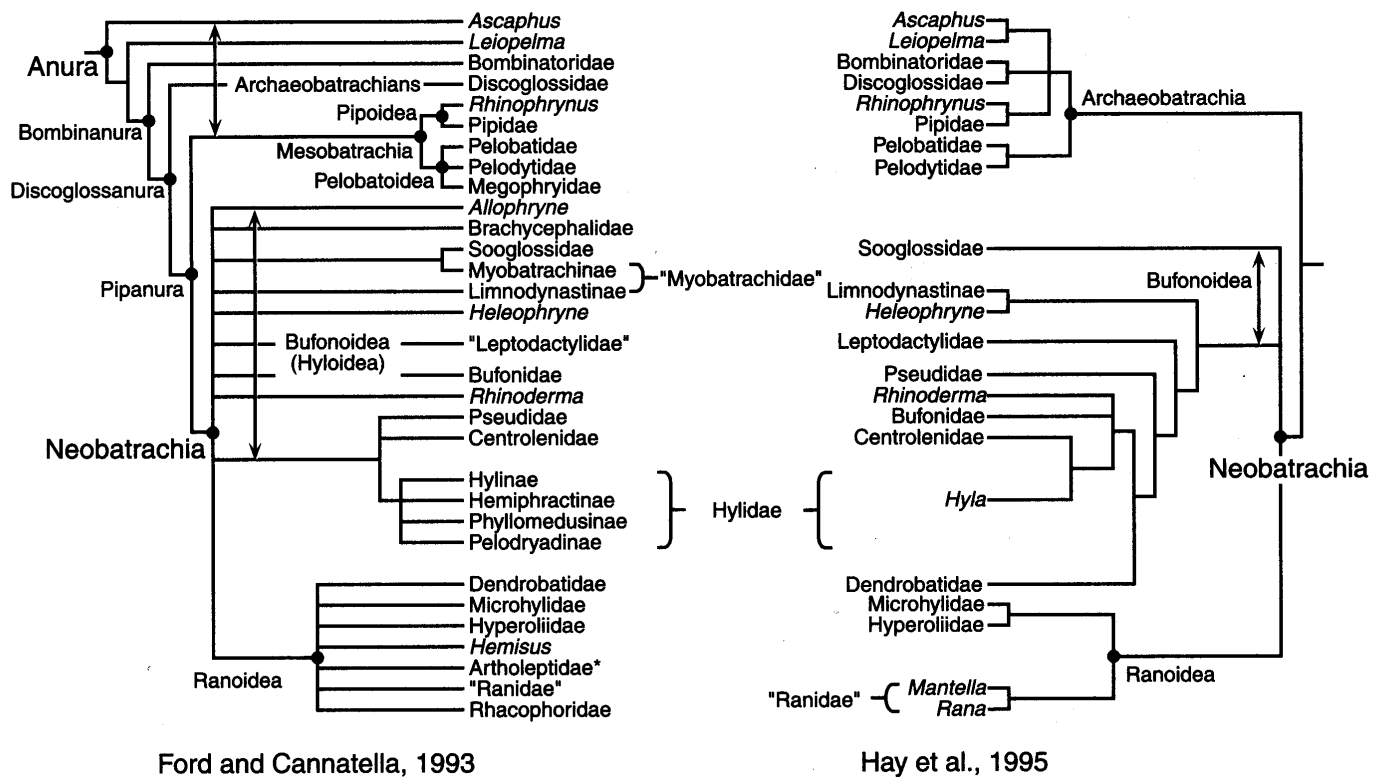 Ascaphus
Leiopelma
Bombinatoridae
Anura
Archaeobatrachians
Discoglossidae
Pipoidea
Rhinophrynus
Pipidae
Bombinanura
Mesobatrachia
Pelobatidae
Pelodytidae
Pelobatoidea
Megophryidae
Discoglossanura
Allophryne
Brachycephalidae
Sooglossidae
Myobatrachinae
"Myobatrachidae"
Pipanura
Limnodynastinae
Heleophryne
Bufonoidea
(Hyloidea)
"Leptodactylidae"
Bufonidae
Rhinoderma
Pseudidae
Centrolenidae
Neobatrachia
Hylinae
Hemiphractinae
Phyllomedusinae
Pelodryadinae
Hylidae
Dendrobatidae
Microhylidae
Hyperoliidae
Hemisus
Artholeptidae*
Ranoidea
"Ranidae"
Rhacophoridae
Ford and Cannatella, 1993
Ascaphus
Leiopelma
Bombinatoridae
Discoglossidae
Rhinophrynus
Archaeobatrachia
Pipidae
Pelobatidae
Pelodytidae
Sooglossidae
Bufonoidea
Limnodynastinae
Heleophryne
Leptodactylidae
Pseudidae
Rhinoderma
Bufonidae
Centrolenidae
Neobatrachia
Hyla
Dendrobatidae
Microhylidae
Hyperoliidae
Ranoidea
"Ranidae"
Mantella
Rana
Hay et al., 1995